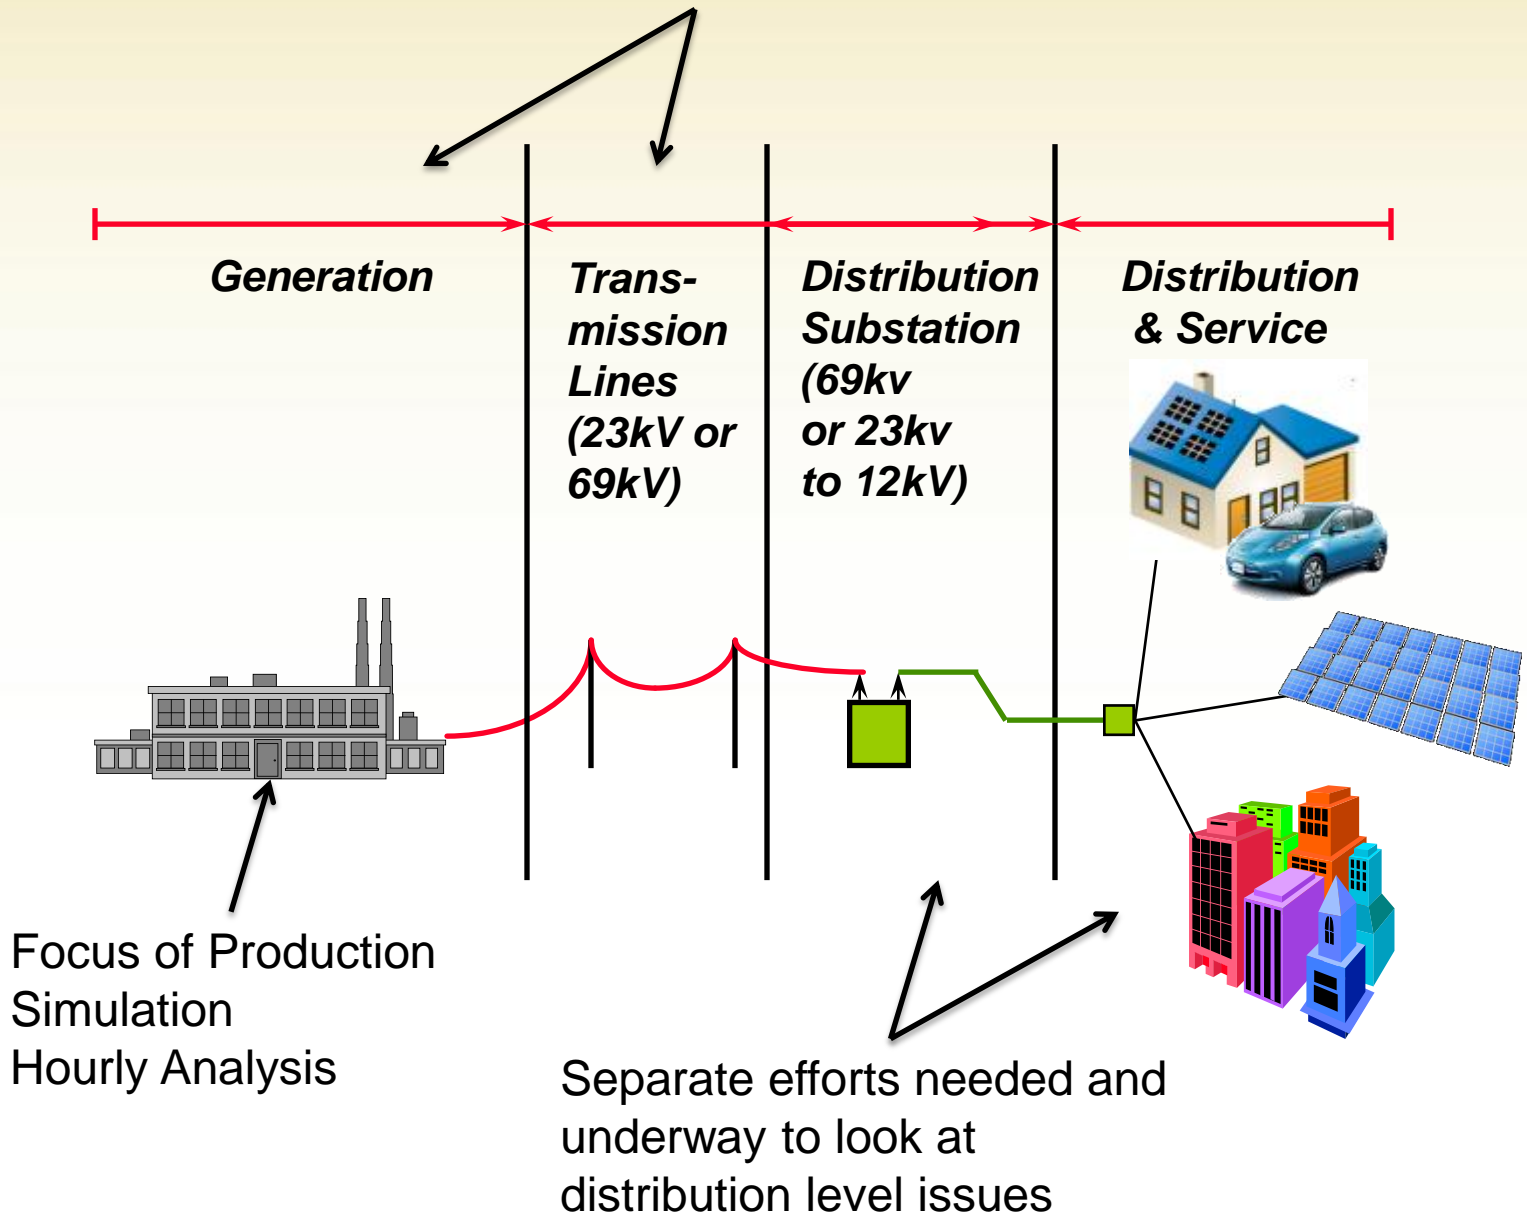 Generation
Trans-
mission
Lines
(23kV or
69kV)
Distribution
Substation
(69kv
or 23kv
to 12kV)
Distribution
& Service
Focus of Production
Simulation
Hourly Analysis
Separate efforts needed and
underway to look at
distribution level issues